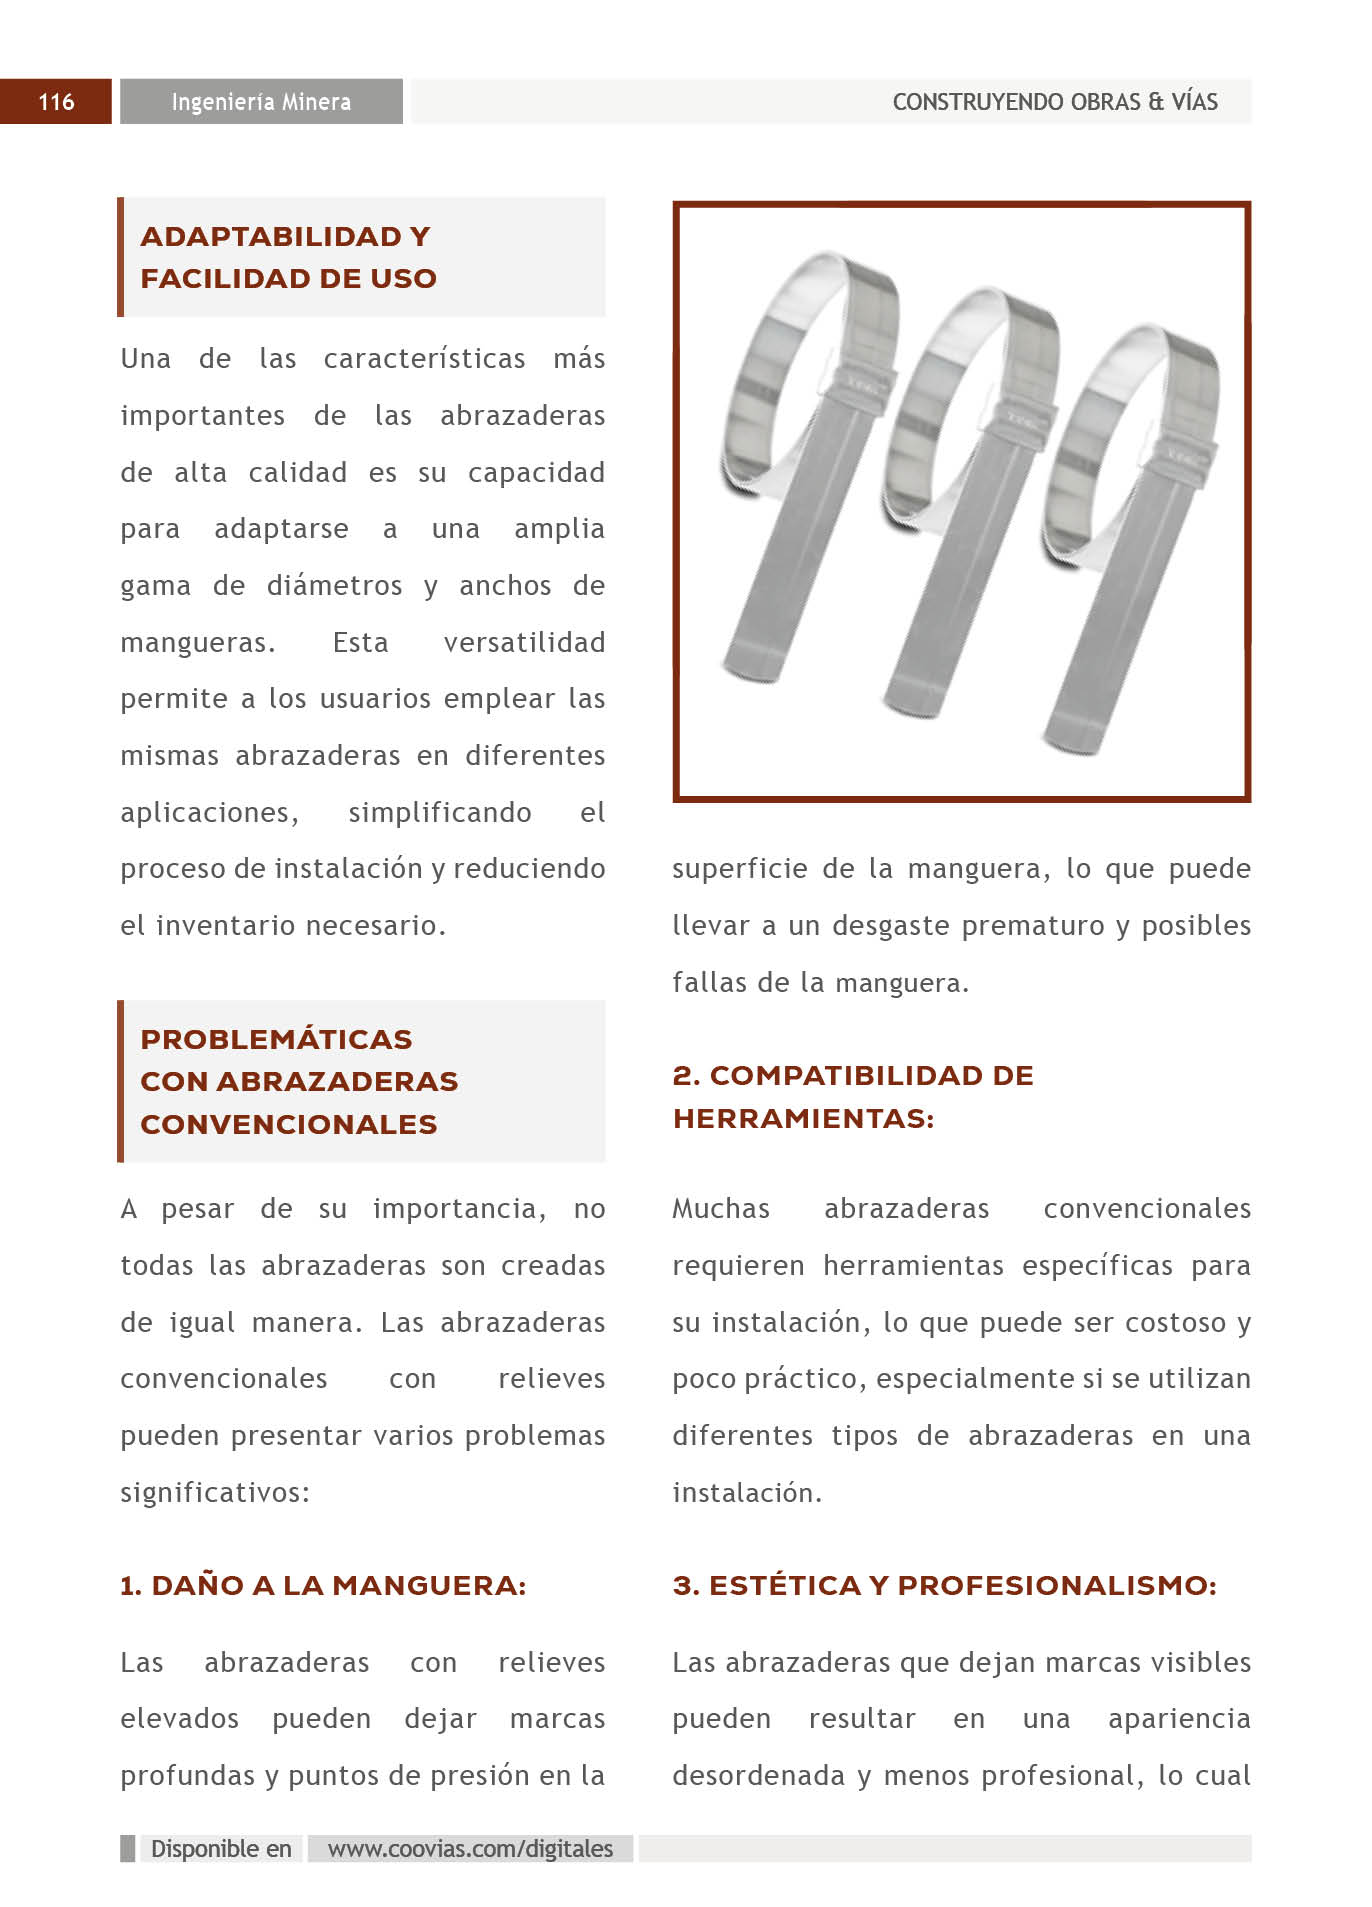 116
Ingeniería Minera
CONSTRUYENDO OBRAS & VÍAS
ADAPTABILIDAD Y
FACILIDAD DE USO
Una de las características más
importantes de las abrazaderas
de alta calidad es su capacidad
para adaptarse a una amplia
gama de diámetros y anchos de
mangueras. Esta versatilidad
permite a los usuarios emplear las
mismas abrazaderas en diferentes
aplicaciones, simplificando el
proceso de instalación y reduciendo
el inventario necesario.
PROBLEMÁTICAS
CON ABRAZADERAS
CONVENCIONALES
A pesar de su importancia, no
todas las abrazaderas son creadas
de igual manera. Las abrazaderas
convencionales con relieves
pueden presentar varios problemas
significativos:
1. DAÑO A LA MANGUERA:
Las abrazaderas con relieves
elevados pueden dejar marcas
profundas y puntos de presión en la
superficie de la manguera, lo que puede
llevar a un desgaste prematuro y posibles
fallas de la manguera.
2. COMPATIBILIDAD DE
HERRAMIENTAS:
Muchas abrazaderas convencionales
requieren herramientas específicas para
su instalación, lo que puede ser costoso y
poco práctico, especialmente si se utilizan
diferentes tipos de abrazaderas en una
instalación.
3. ESTÉTICA Y PROFESIONALISMO:
Las abrazaderas que dejan marcas visibles
pueden resultar en una apariencia
desordenada y menos profesional, lo cual
Disponible en
www.coovias.com/digitales